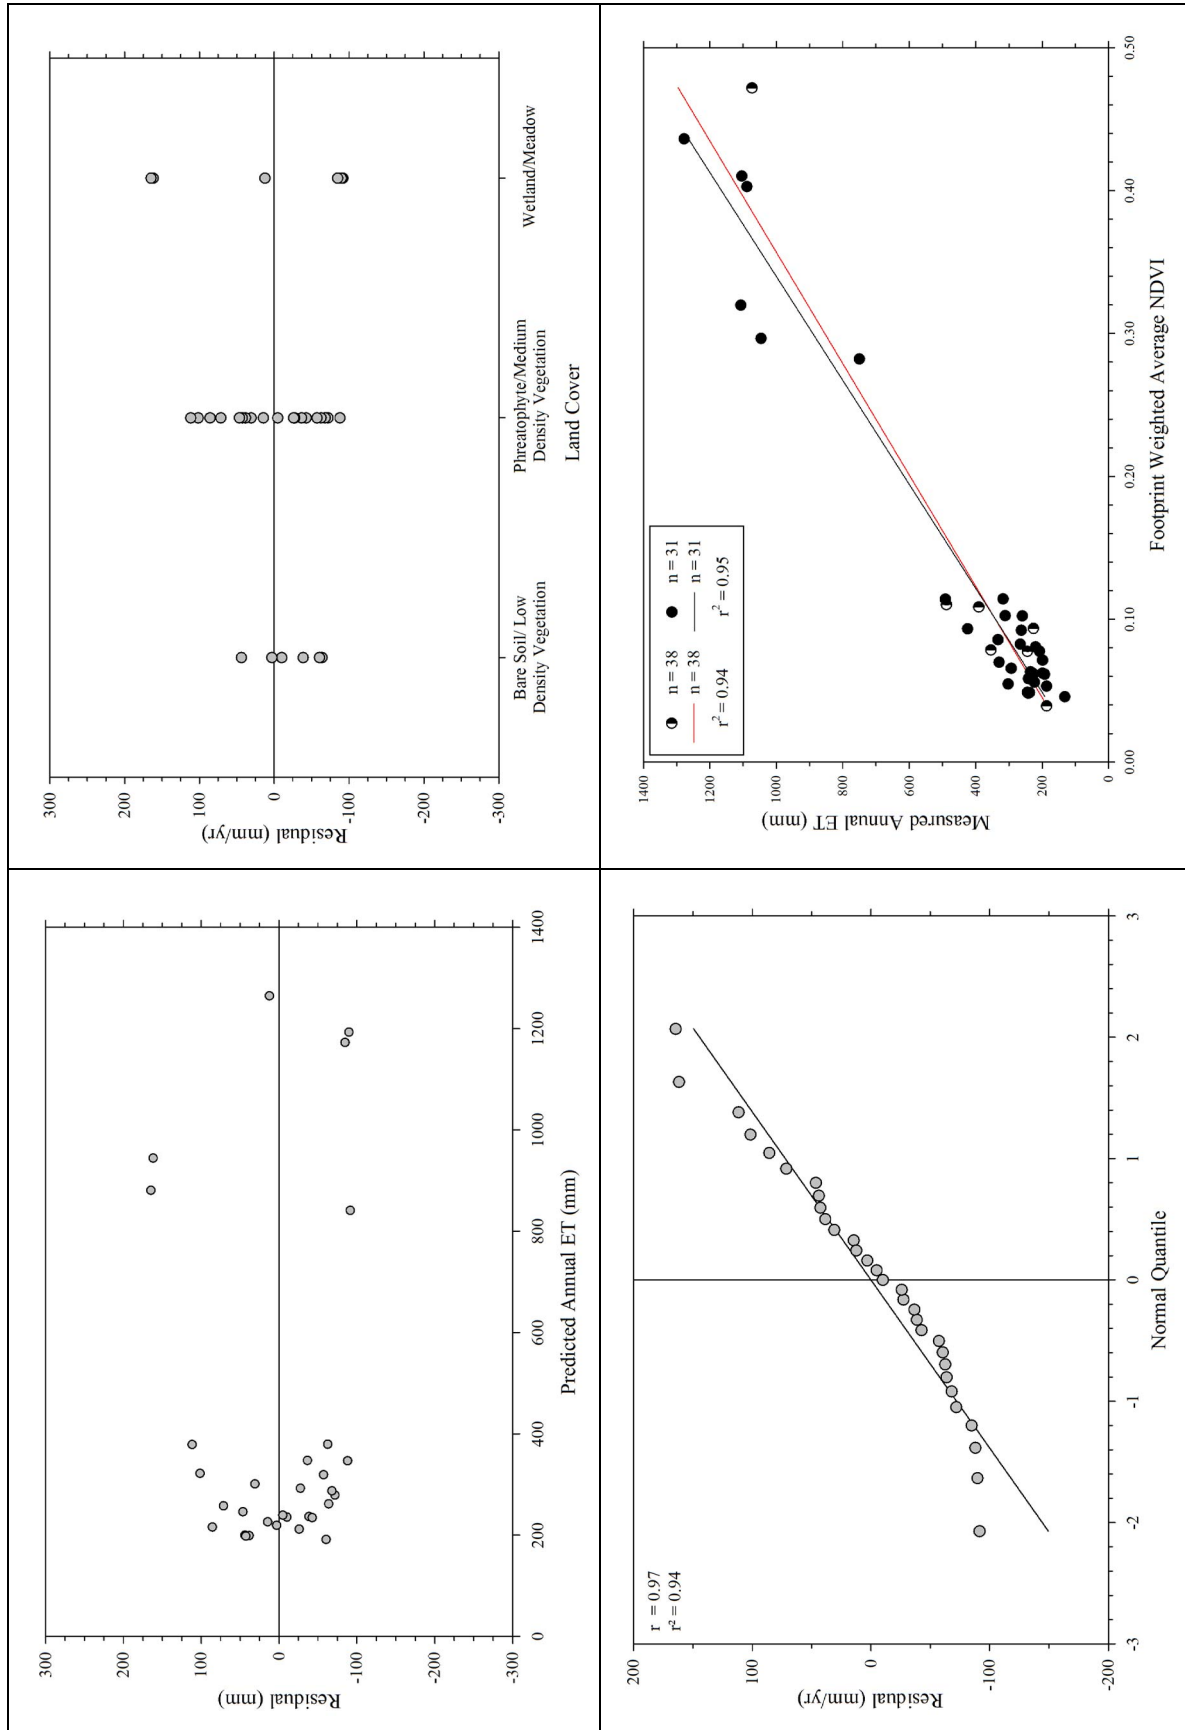 300
200
100
0
-100
-200
-300
Residual (mm)
0
200
400
600
800
1000
1200
1400
Predicted Annual ET (mm)
300
200
100
0
-100
-200
-300
Residual (mm/yr)
Bare Soil/ Low
Density Vegetation
Phreatophyte/Medium
Density Vegetation
Wetland/Meadow
Land Cover
r = 0.97
r² = 0.94
200
100
0
-100
-200
Residual (mm/yr)
-3
-2
-1
0
1
2
3
Normal Quantile
1400
1200
1000
800
600
400
200
0
Measured Annual ET (mm)
n = 38 n = 31
n = 38 n = 31
r² = 0.94 r² = 0.95
0.00
0.10
0.20
0.30
0.40
0.50
Footprint Weighted Average NDVI